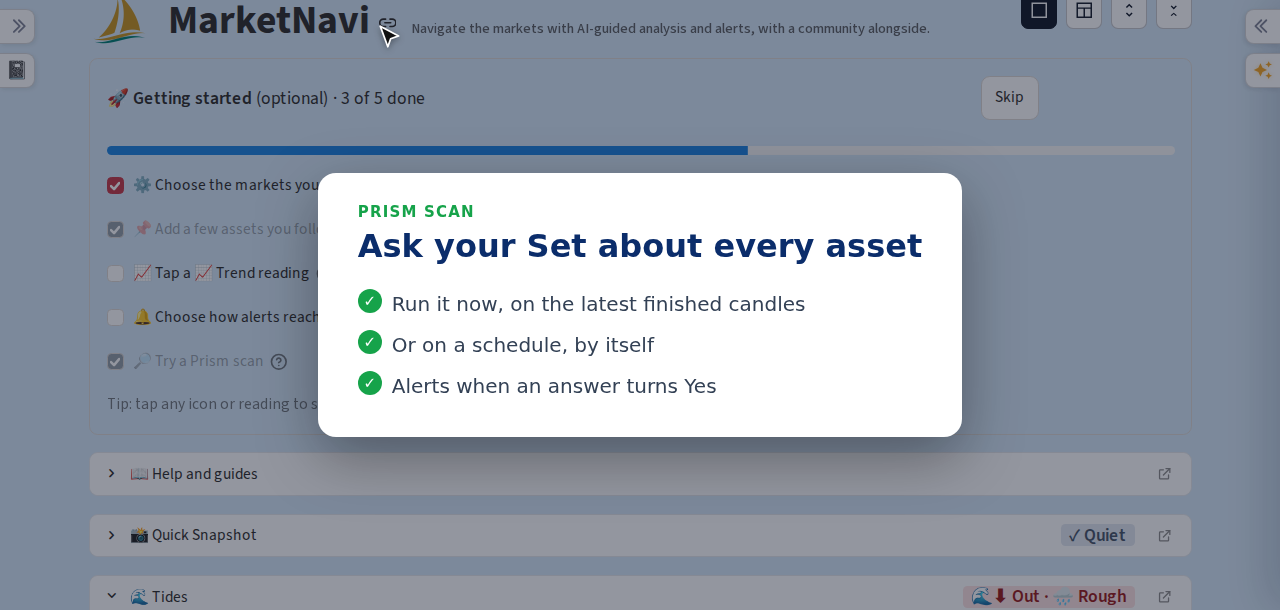 MarketNavi
Navigate the markets with AI-guided analysis and alerts, with a community alongside.
🚀 Getting started (optional) · 3 of 5 done
Skip
⚙️ Choose the markets you
📌 Add a few assets you foll
📈 Tap a 📈 Trend reading
🔔 Choose how alerts reach
🔎 Try a Prism scan
Tip: tap any icon or reading to s
PRISM SCAN
Ask your Set about every asset
✓ Run it now, on the latest finished candles
✓ Or on a schedule, by itself
✓ Alerts when an answer turns Yes
📖 Help and guides
📸 Quick Snapshot
✓ Quiet
🌊 Tides
🌊⬇ Out · 🌧️ Rough